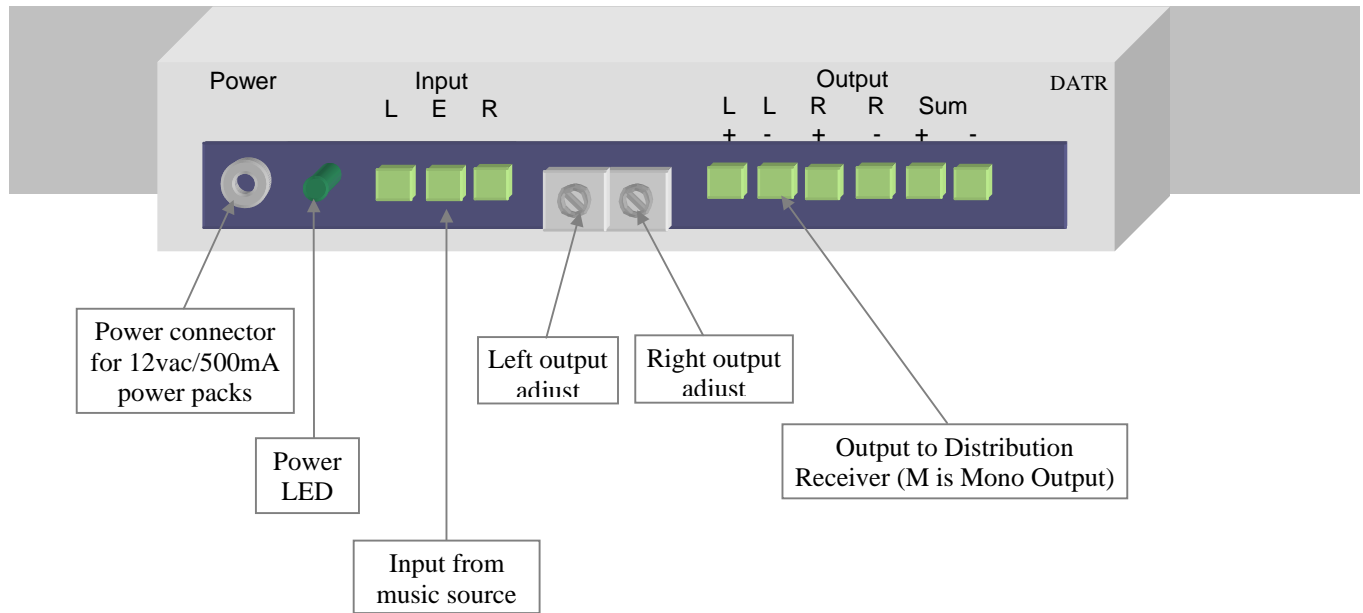 Power Input Output DATR
L E R L L R R Sum
+ - + - + -
Power connector
for 12vac/500mA
power packs
Left output
adjust
Right output
adjust
Output to Distribution
Receiver (M is Mono Output)
Power
LED
Input from
music source